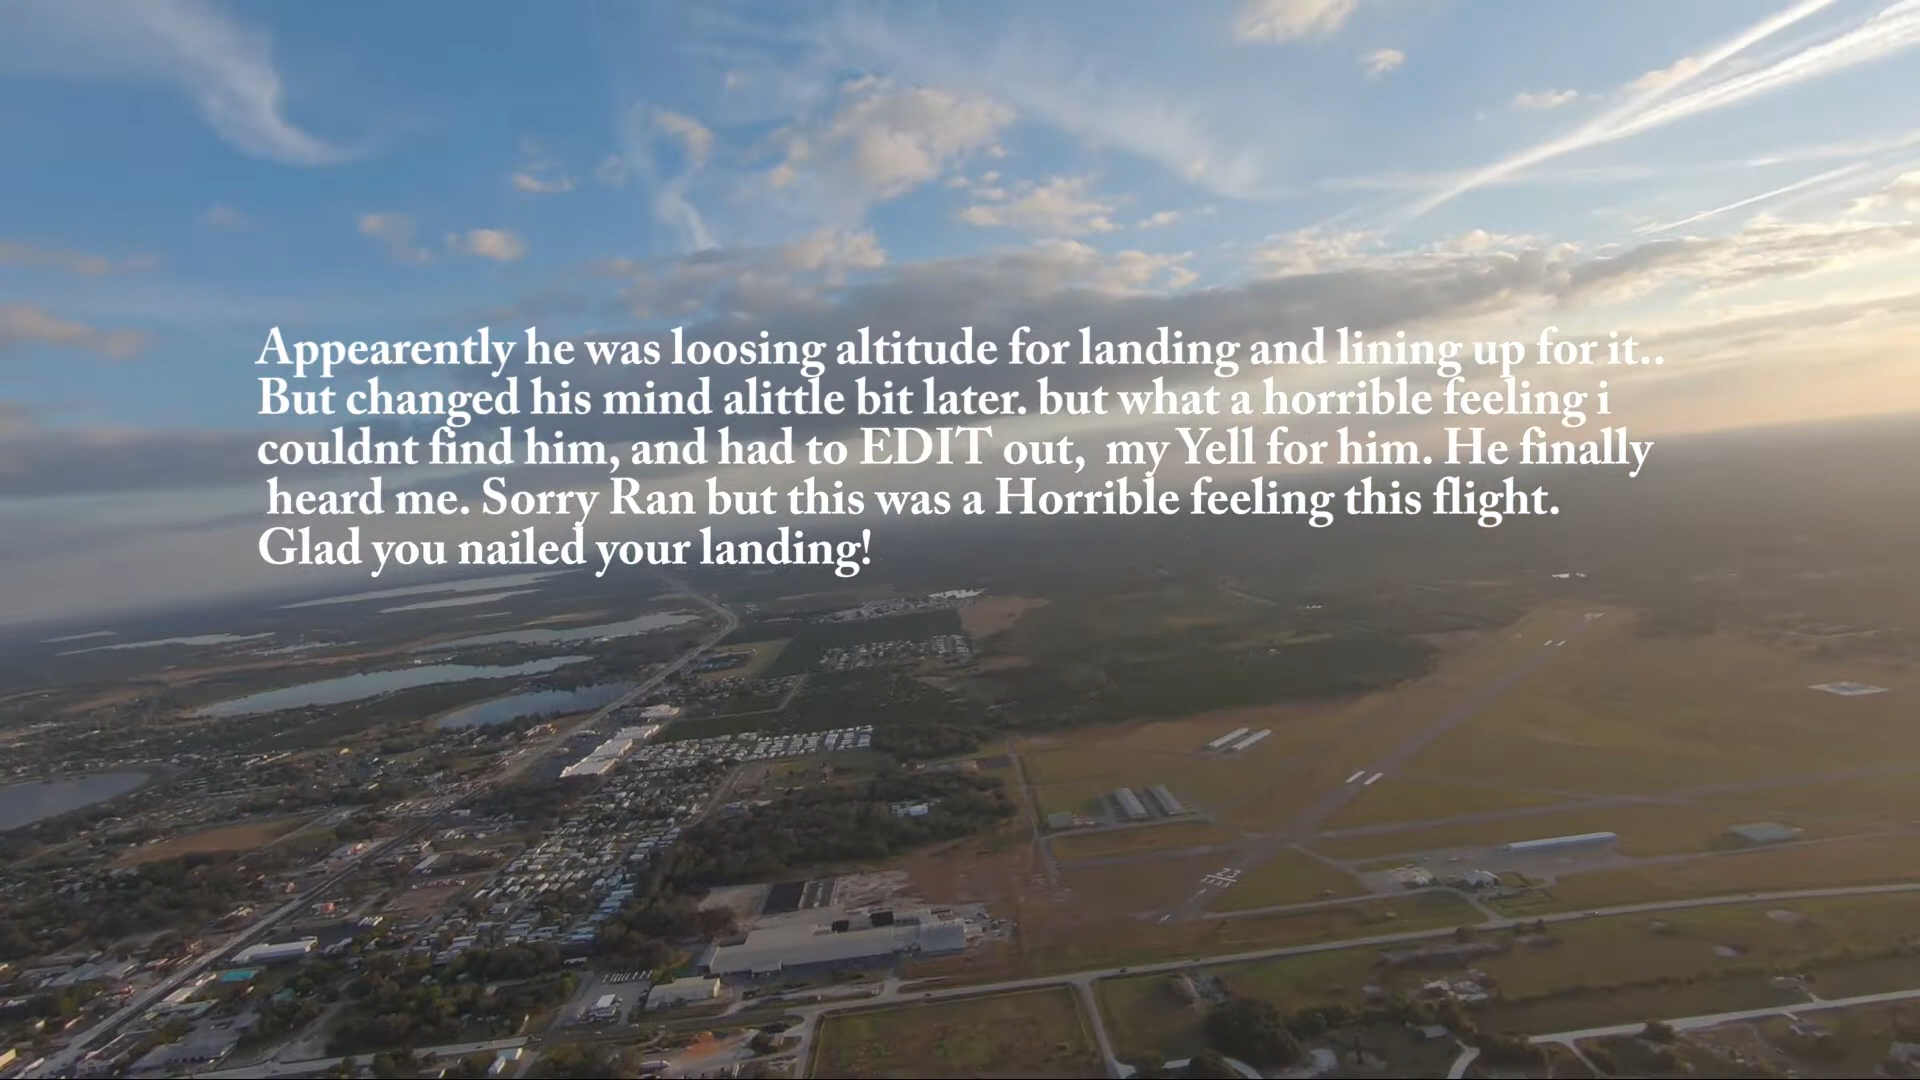 Appearently he was loosing altitude for landing and lining up for it..
But changed his mind alittle bit later. but what a horrible feeling i
couldnt find him, and had to EDIT out,  my Yell for him. He finally
heard me. Sorry Ran but this was a Horrible feeling this flight.
Glad you nailed your landing!